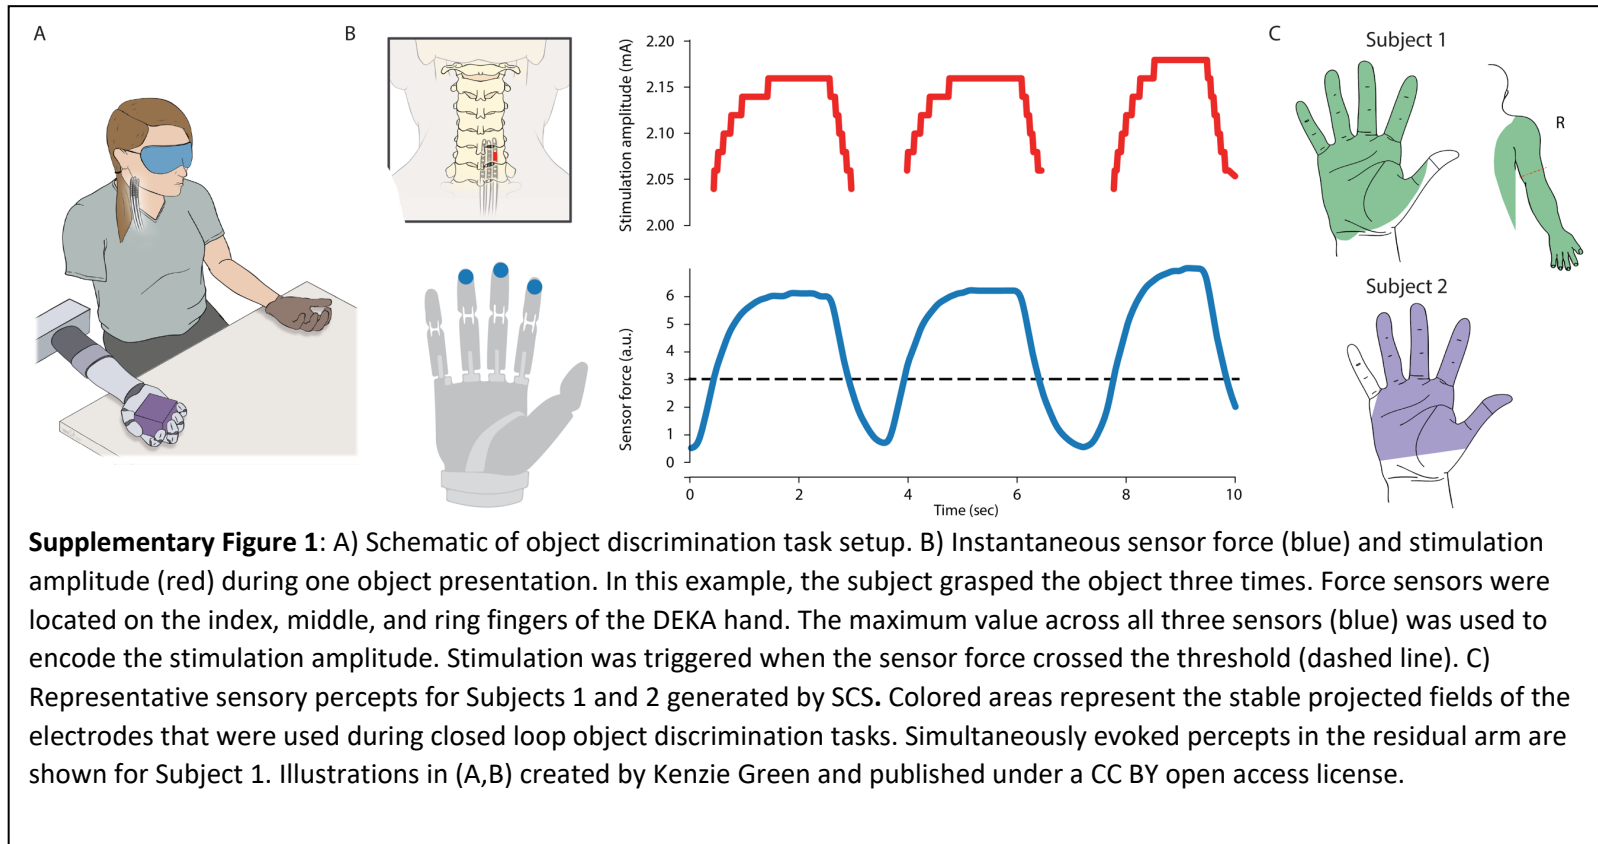 A
B
C
2.20
2.15
2.10
2.05
2.00
Stimulation amplitude (mA)
6
5
4
3
2
1
0
Sensor force (a.u.)
0
2
4
6
8
10
Time (sec)
Subject 1
R
Subject 2
Supplementary Figure 1: A) Schematic of object discrimination task setup. B) Instantaneous sensor force (blue) and stimulation
amplitude (red) during one object presentation. In this example, the subject grasped the object three times. Force sensors were
located on the index, middle, and ring fingers of the DEKA hand. The maximum value across all three sensors (blue) was used to
encode the stimulation amplitude. Stimulation was triggered when the sensor force crossed the threshold (dashed line). C)
Representative sensory percepts for Subjects 1 and 2 generated by SCS. Colored areas represent the stable projected fields of the
electrodes that were used during closed loop object discrimination tasks. Simultaneously evoked percepts in the residual arm are
shown for Subject 1. Illustrations in (A,B) created by Kenzie Green and published under a CC BY open access license.